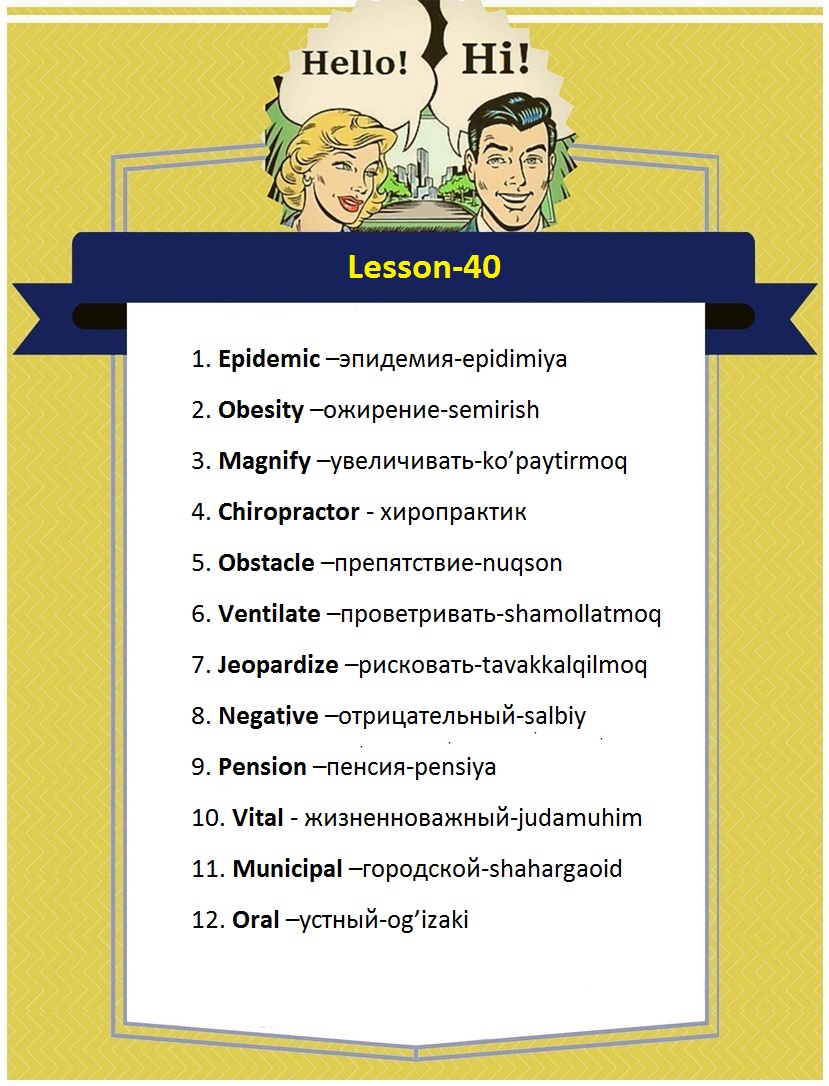 Hello!
Hi!
Lesson-40
1. Epidemic –эпидемия-epidimiya
2. Obesity –ожирение-semirish
3. Magnify –увеличивать-ko’paytirmoq
4. Chiropractor - хиропрактик
5. Obstacle –препятствие-nuqson
6. Ventilate –проветривать-shamollatmoq
7. Jeopardize –рисковать-tavakkalqilmoq
8. Negative –отрицательный-salbiy
9. Pension –пенсия-pensiya
10. Vital - жизненноважный-judamuhim
11. Municipal –городской-shahargaoid
12. Oral –устный-og’izaki